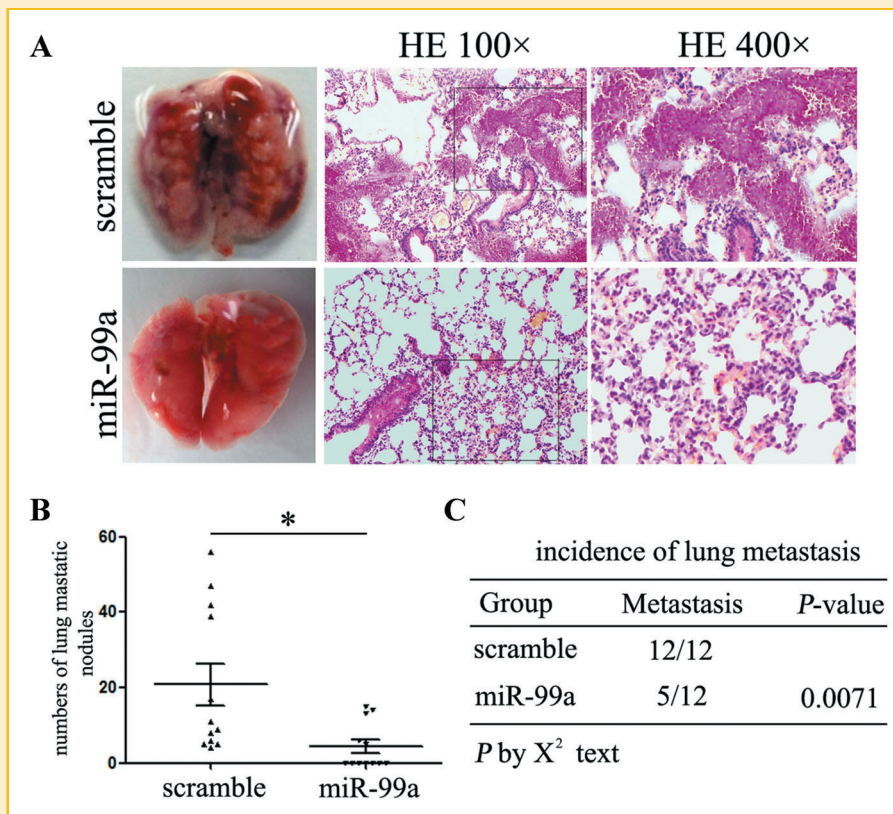 A
HE 100×
HE 400×
scramble
miR-99a
B
numbers of lung mastatic
nodules
60
40
20
0
*
scramble
miR-99a
C
incidence of lung metastasis
Group Metastasis P-value
scramble 12/12
miR-99a 5/12 0.0071
P by X² text